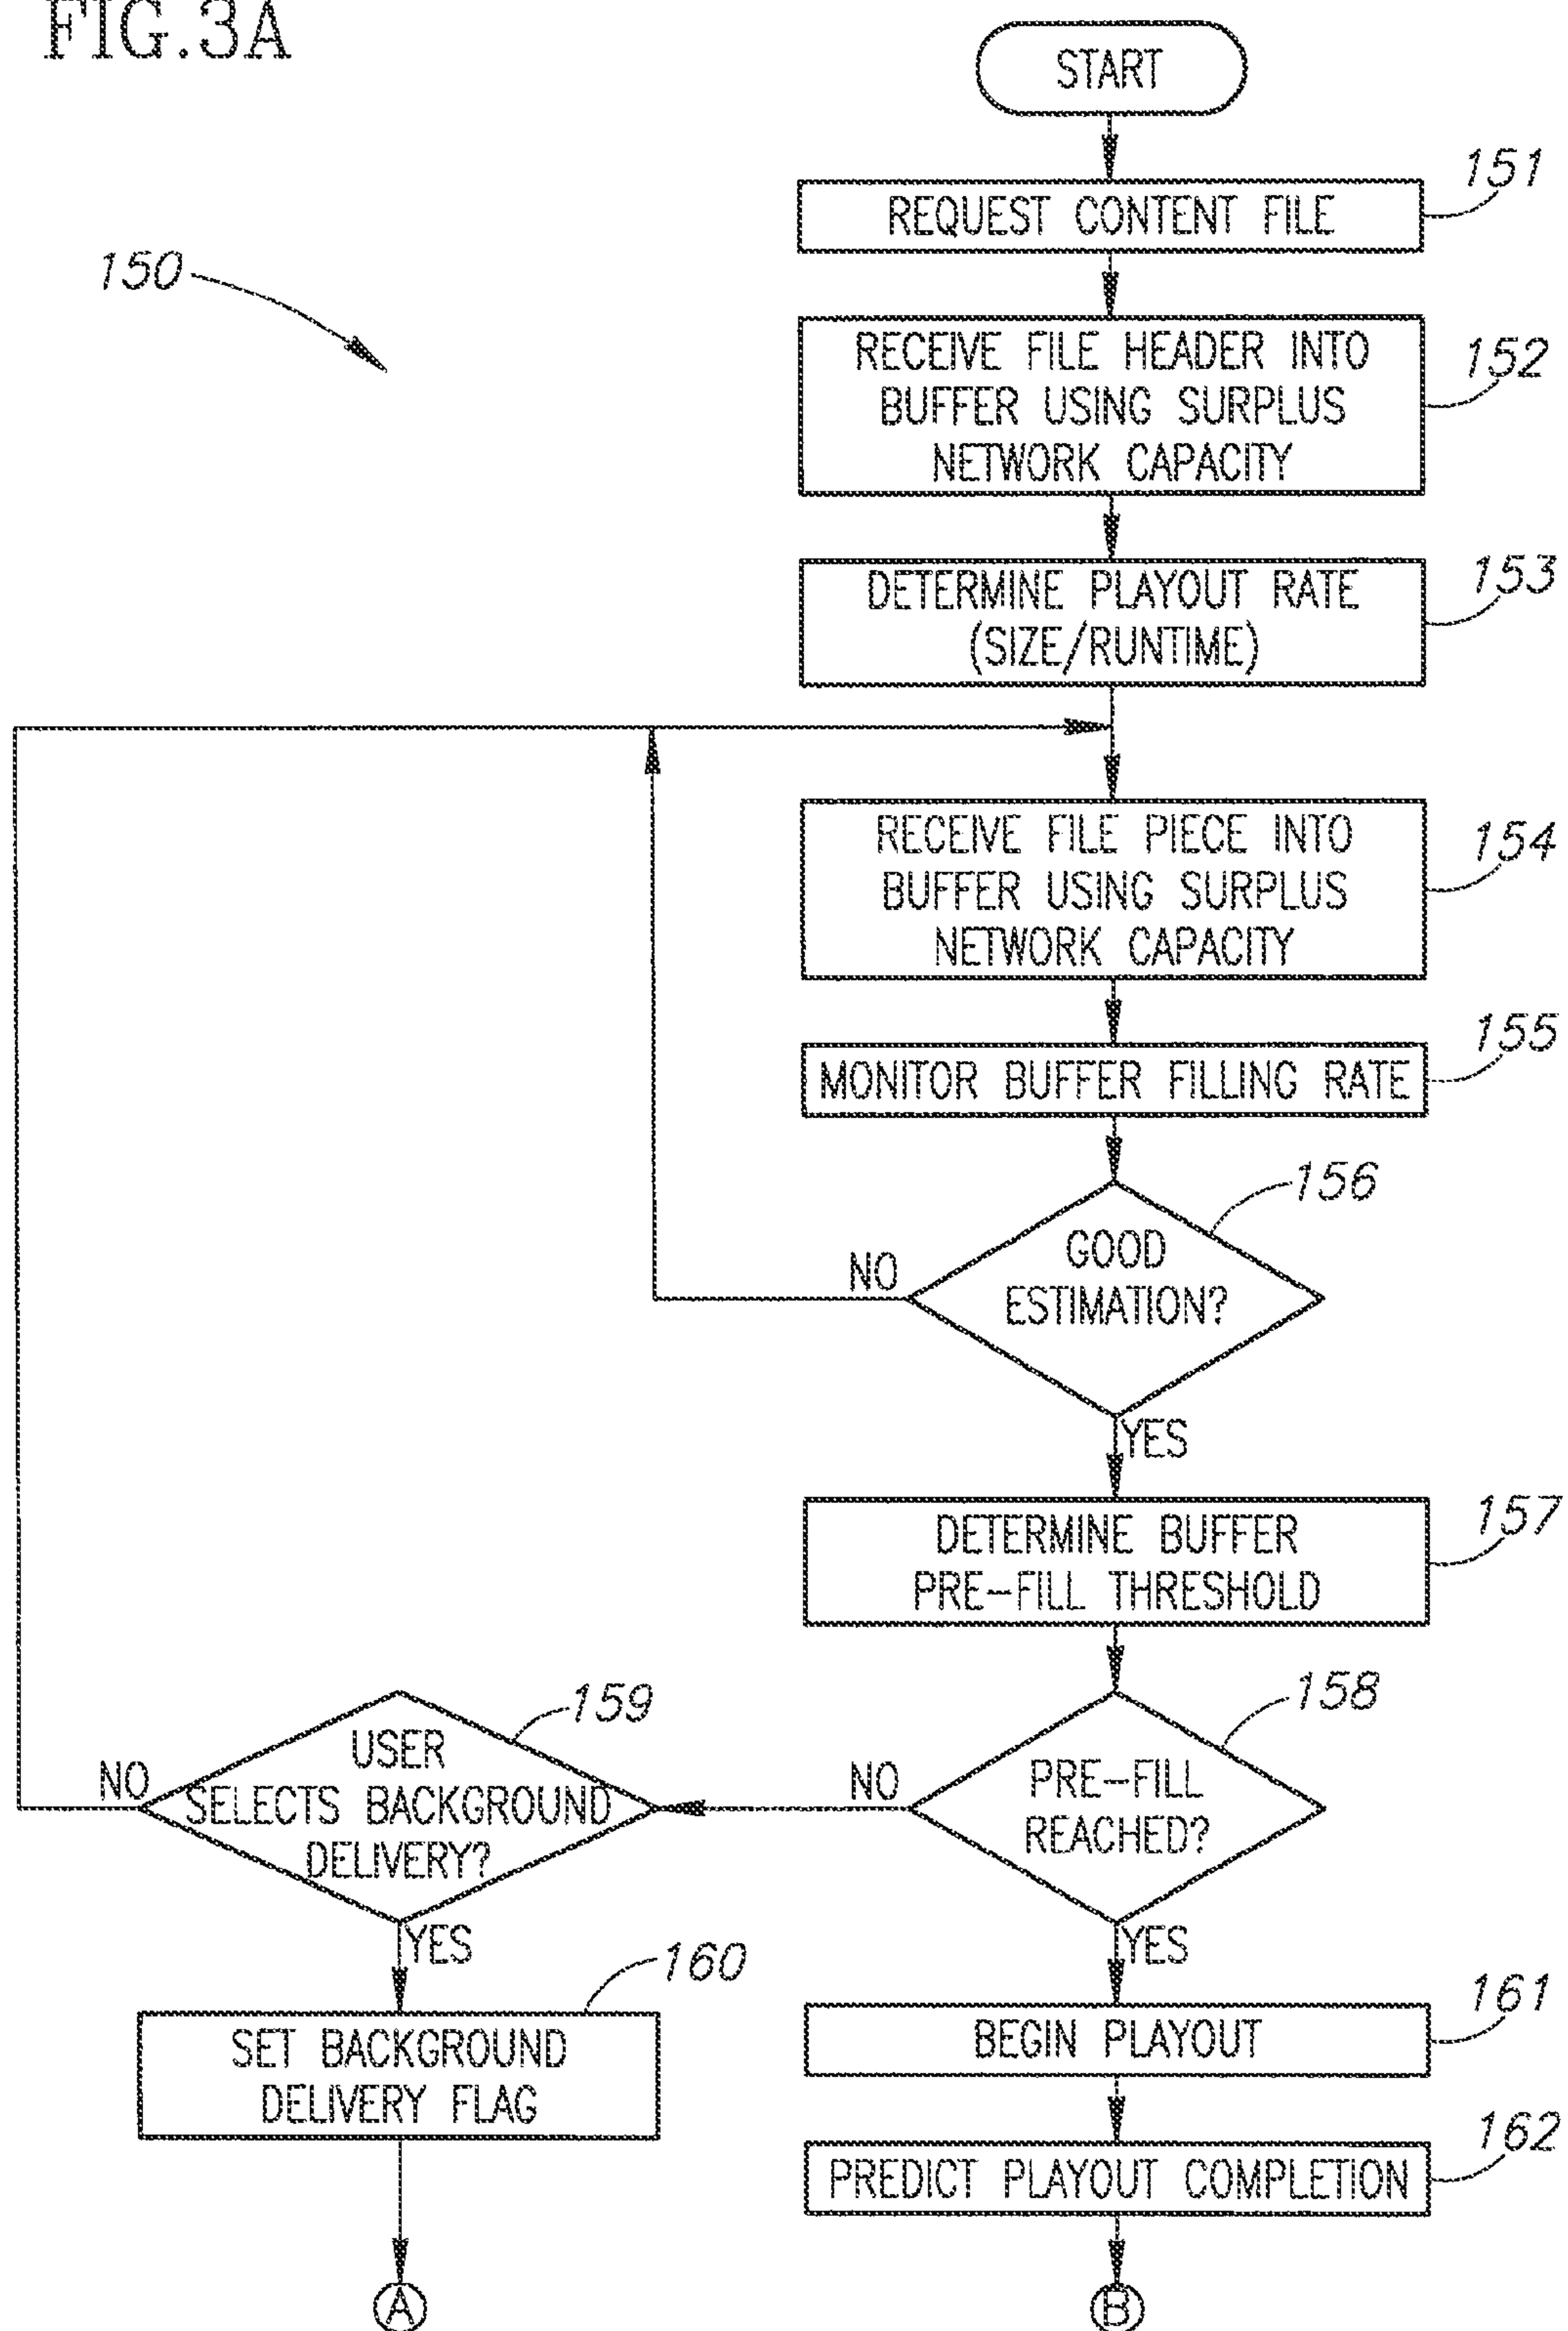 FIG.3A
START
151
REQUEST CONTENT FILE
150
RECEIVE FILE HEADER INTO
BUFFER USING SURPLUS
NETWORK CAPACITY
152
DETERMINE PLAYOUT RATE
(SIZE/RUNTIME)
153
RECEIVE FILE PIECE INTO
BUFFER USING SURPLUS
NETWORK CAPACITY
154
MONITOR BUFFER FILLING RATE
155
156
GOOD
ESTIMATION?
NO
YES
DETERMINE BUFFER
PRE-FILL THRESHOLD
157
158
PRE-FILL
REACHED?
NO
YES
159
USER
SELECTS BACKGROUND
DELIVERY?
NO
YES
160
SET BACKGROUND
DELIVERY FLAG
161
BEGIN PLAYOUT
162
PREDICT PLAYOUT COMPLETION
A
B